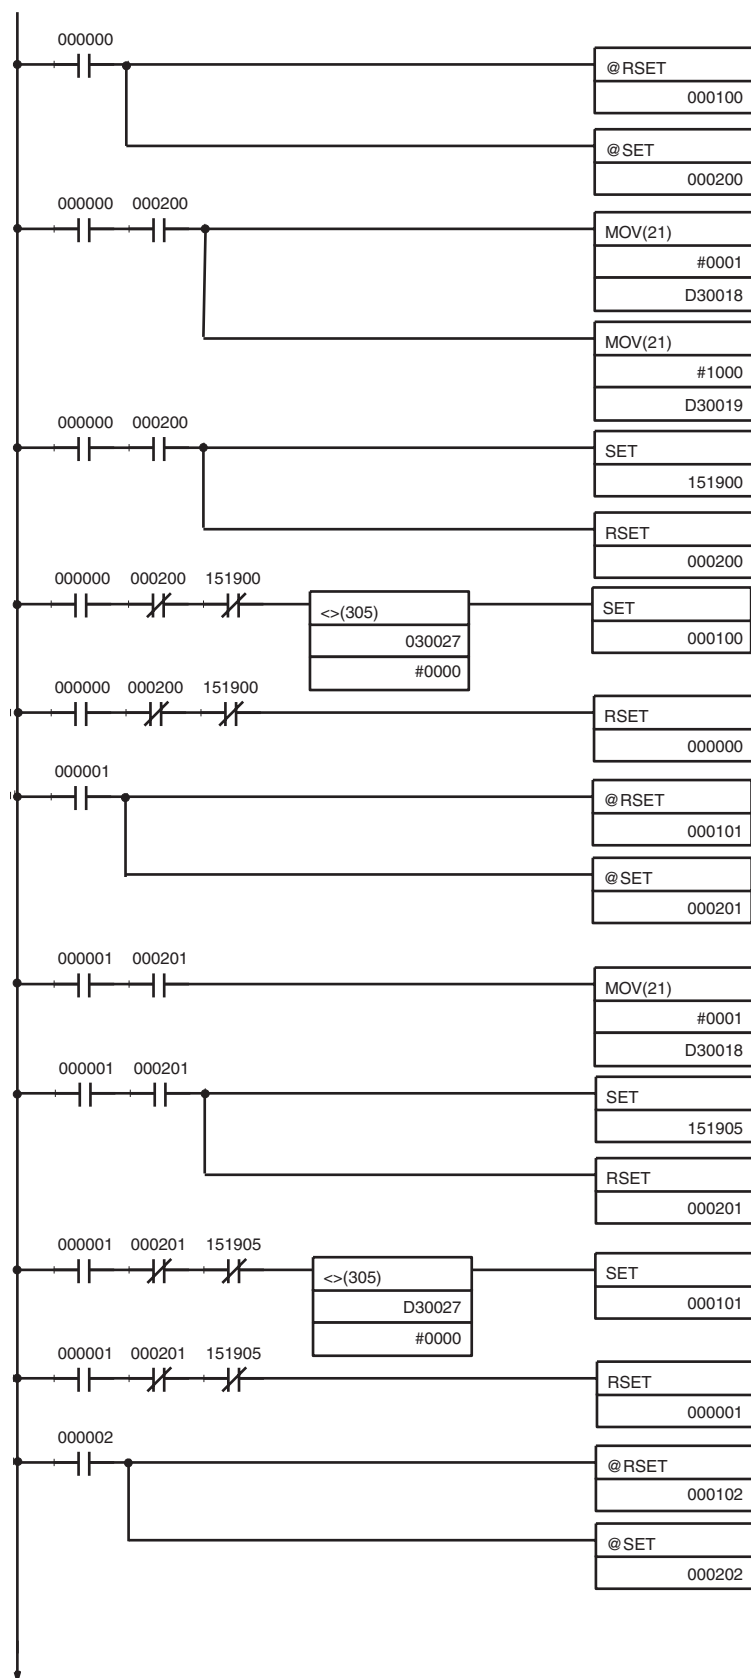 000000
@RSET
000100
@SET
000200
000000 000200
MOV(21)
#0001
D30018
MOV(21)
#1000
D30019
000000 000200
SET
151900
RSET
000200
000000 000200 151900
<>(305)
030027
#0000
SET
000100
000000 000200 151900
RSET
000000
000001
@RSET
000101
@SET
000201
000001 000201
MOV(21)
#0001
D30018
000001 000201
SET
151905
RSET
000201
000001 000201 151905
<>(305)
D30027
#0000
SET
000101
000001 000201 151905
RSET
000001
000002
@RSET
000102
@SET
000202